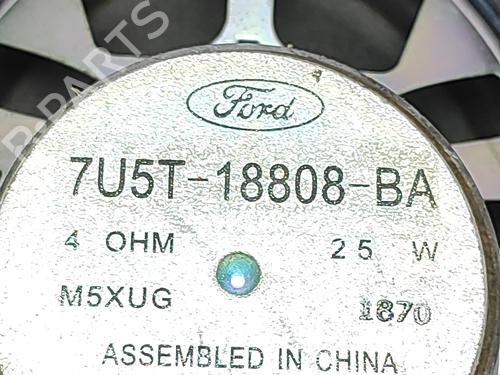 Ford
7U5T-18808-BA
4 OHM 25 W
M5XUG 1870
ASSEMBLED IN CHINA